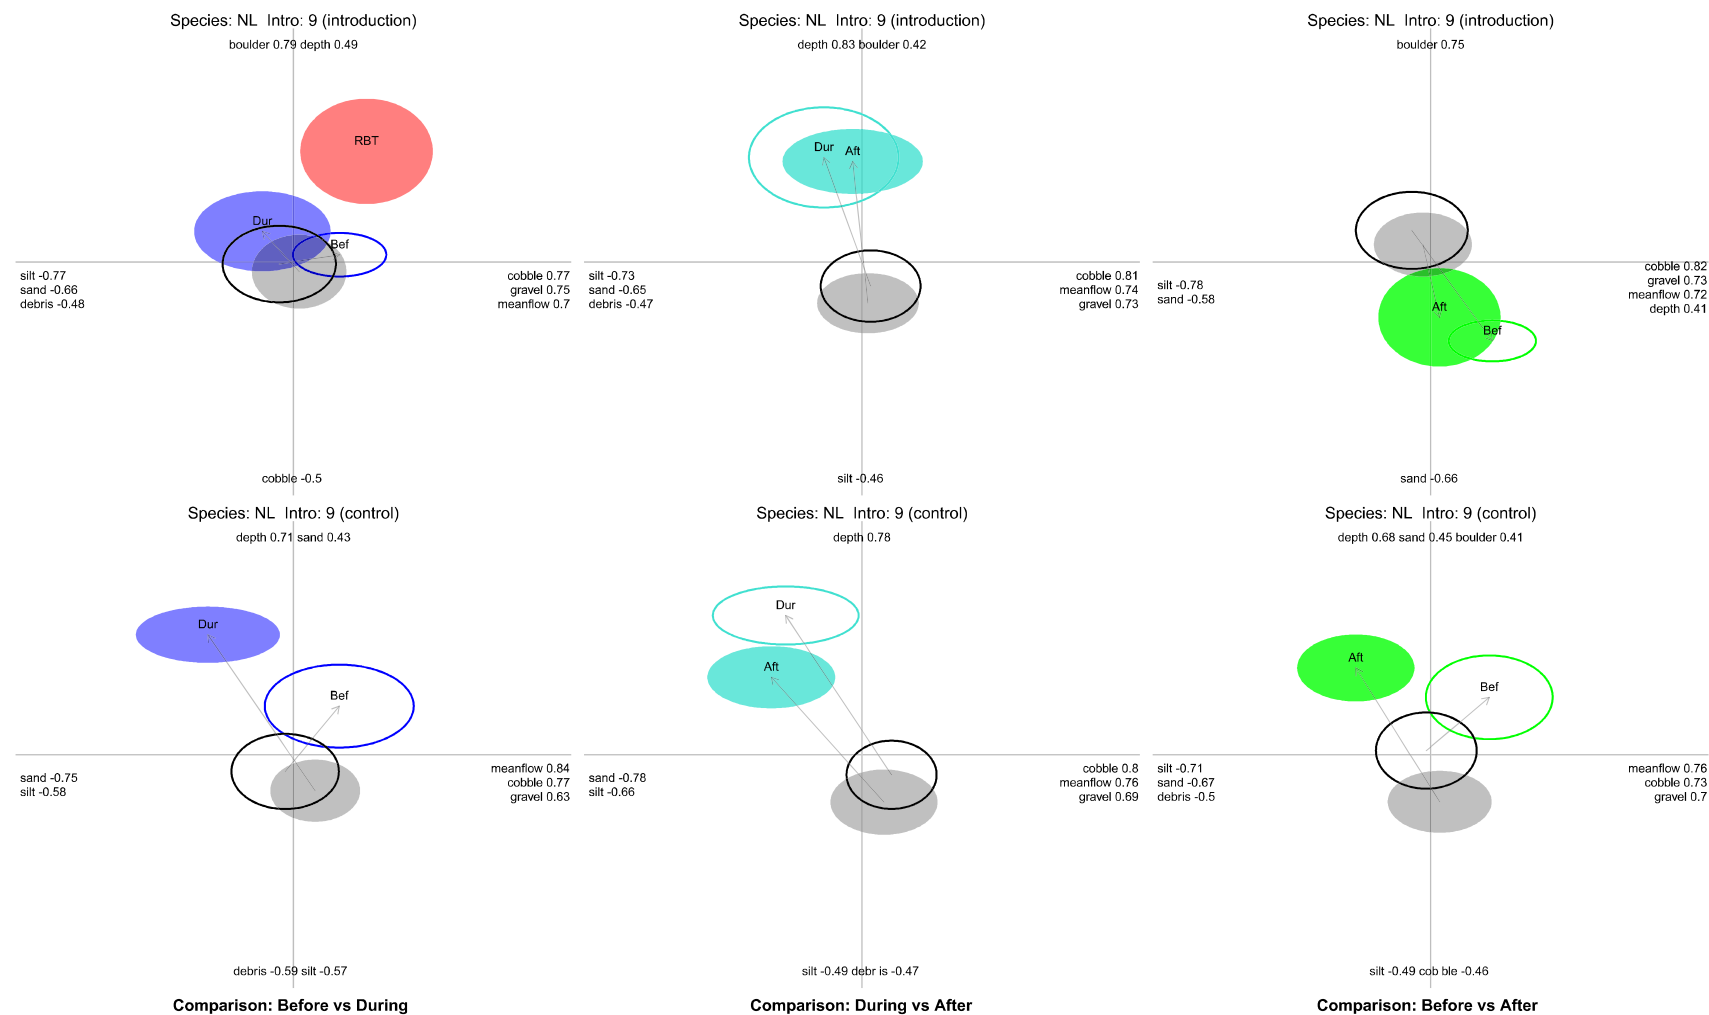 Species: NL  Intro: 9 (introduction)
boulder 0.79 depth 0.49
RBT
Dur
Bef
silt -0.77
sand -0.66
debris -0.48
cobble 0.77
gravel 0.75
meanflow 0.7
cobble -0.5
Species: NL  Intro: 9 (introduction)
depth 0.83 boulder 0.42
Dur
Aft
silt -0.73
sand -0.65
debris -0.47
cobble 0.81
meanflow 0.74
gravel 0.73
silt -0.46
Species: NL  Intro: 9 (introduction)
boulder 0.75
Aft
Bef
silt -0.78
sand -0.58
cobble 0.82
gravel 0.73
meanflow 0.72
depth 0.41
sand -0.66
Species: NL  Intro: 9 (control)
depth 0.71 sand 0.43
Dur
Bef
sand -0.75
silt -0.58
meanflow 0.84
cobble 0.77
gravel 0.63
debris -0.59 silt -0.57
Comparison: Before vs During
Species: NL  Intro: 9 (control)
depth 0.78
Dur
Aft
sand -0.78
silt -0.66
cobble 0.8
meanflow 0.76
gravel 0.69
silt -0.49 debr is -0.47
Comparison: During vs After
Species: NL  Intro: 9 (control)
depth 0.68 sand 0.45 boulder 0.41
Aft
Bef
silt -0.71
sand -0.67
debris -0.5
meanflow 0.76
cobble 0.73
gravel 0.7
silt -0.49 cob ble -0.46
Comparison: Before vs After